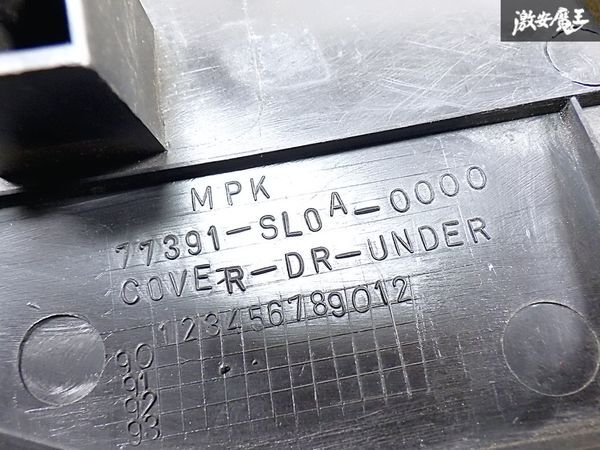 激安魔王
MPK
77391-SL0A-0000
COVER-DR-UNDER
123456789012
90
91
92
93